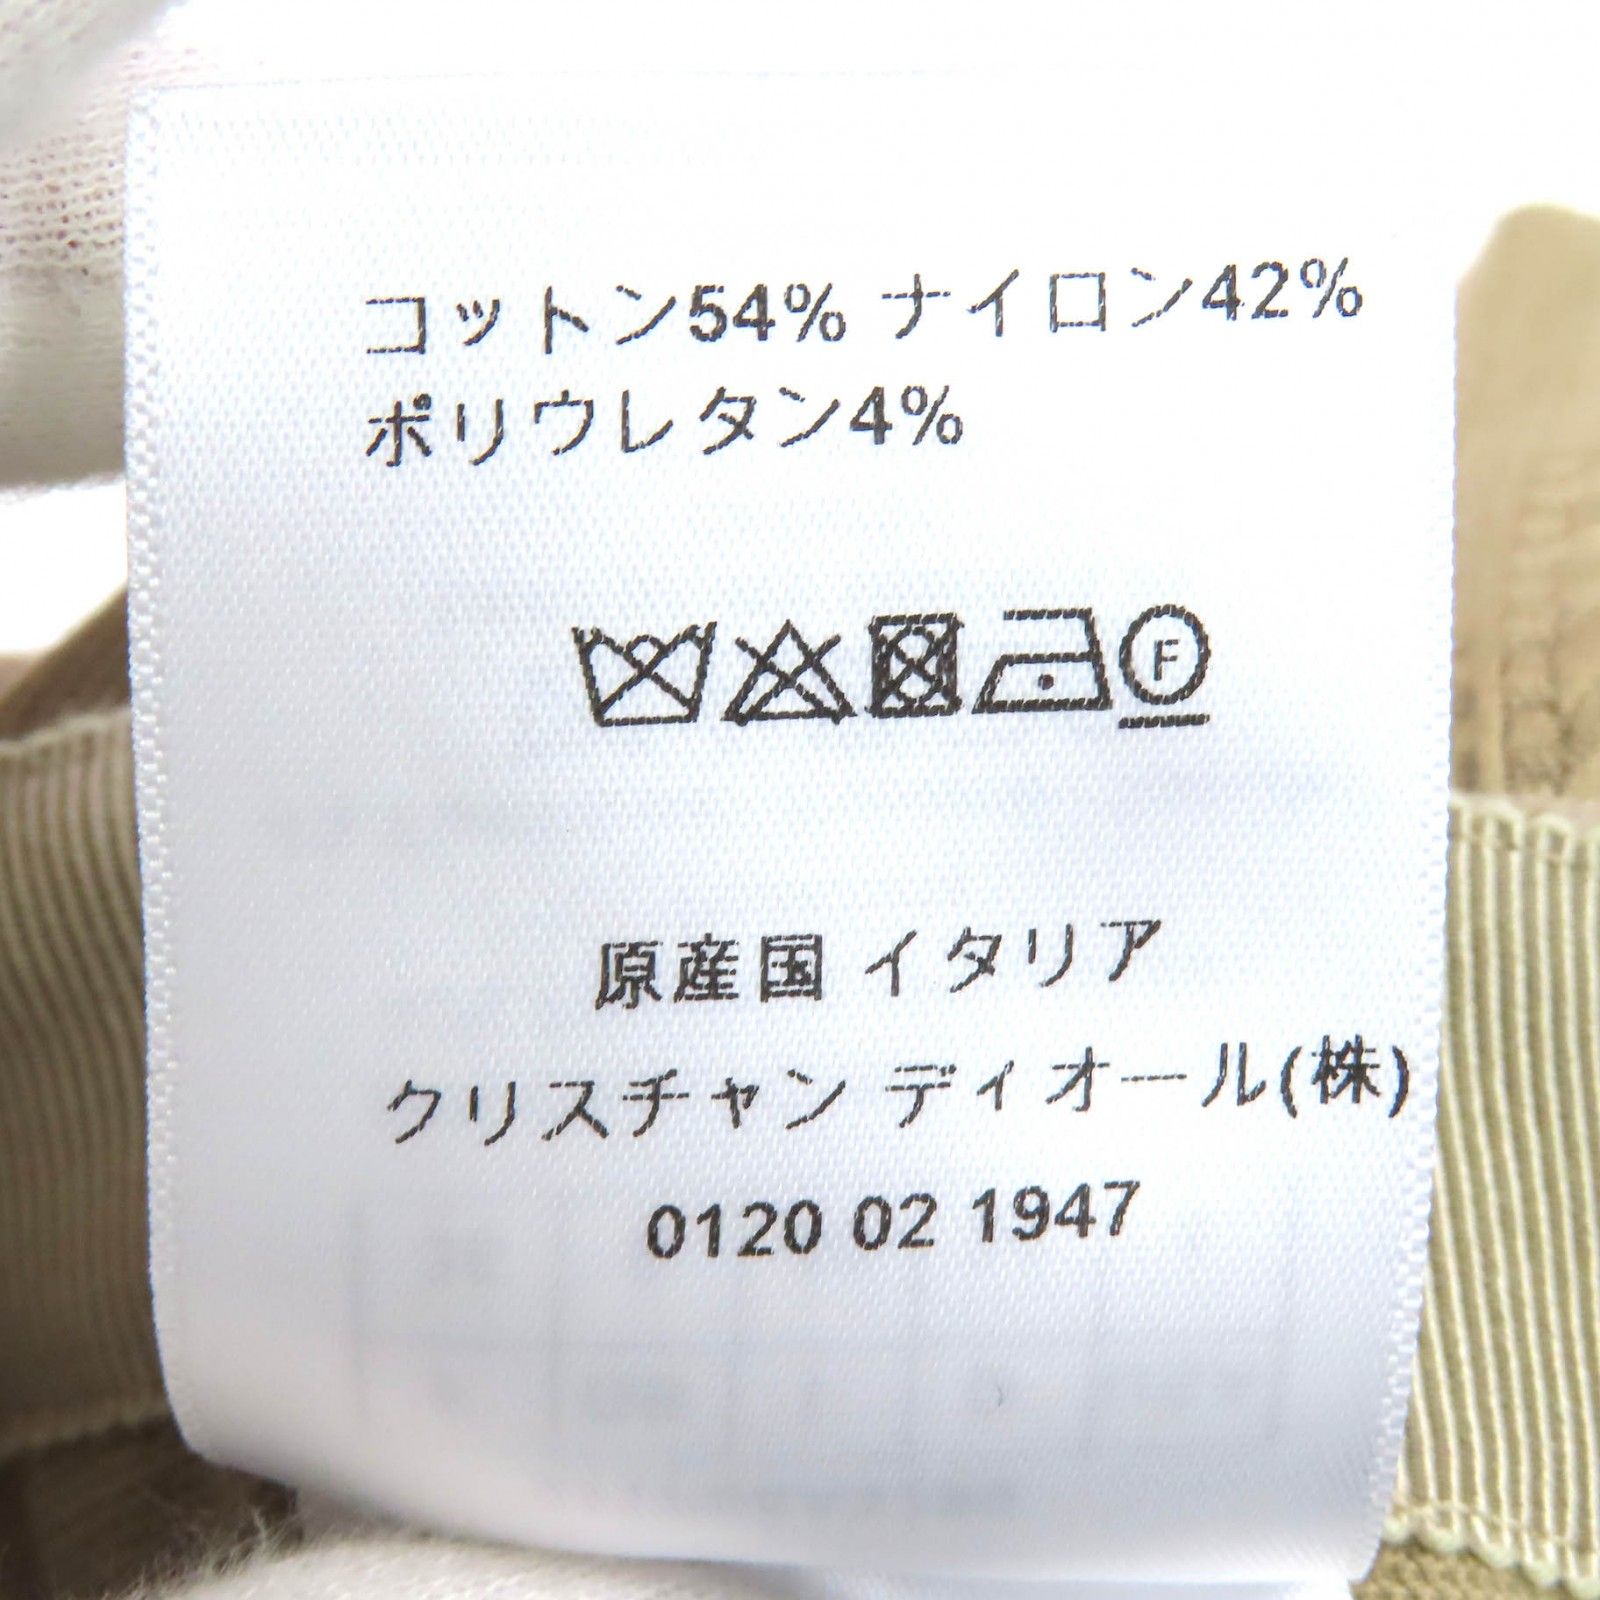 コットン54% ナイロン42%
ポリウレタン4%
F
原産国 イタリア
クリスチャン ディオール(株)
0120 02 1947